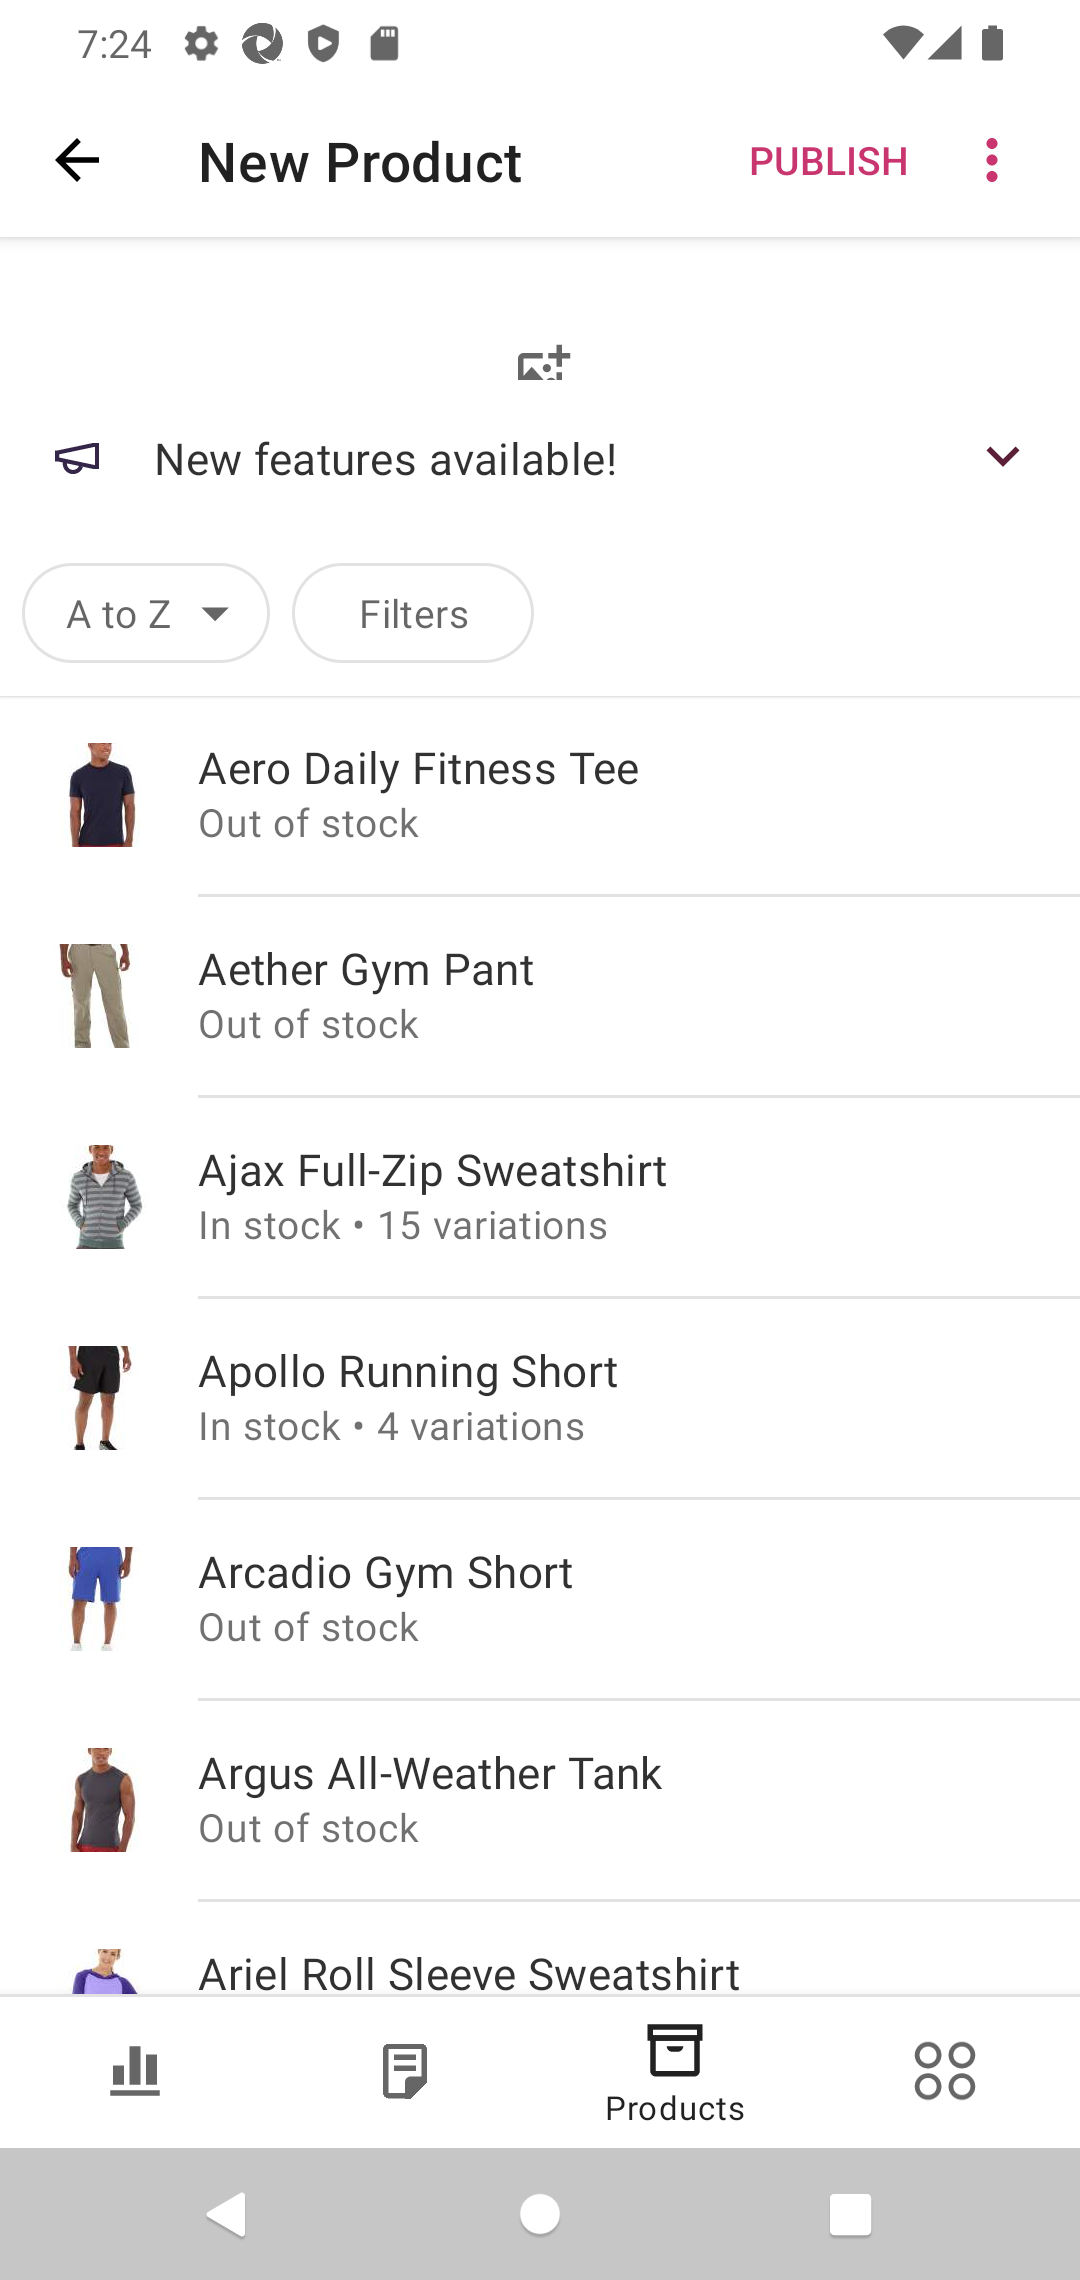 7:24
New Product
PUBLISH
New features available!
A to Z
Filters
Aero Daily Fitness Tee
Out of stock
Aether Gym Pant
Out of stock
Ajax Full-Zip Sweatshirt
In stock • 15 variations
Apollo Running Short
In stock • 4 variations
Arcadio Gym Short
Out of stock
Argus All-Weather Tank
Out of stock
Ariel Roll Sleeve Sweatshirt
Products